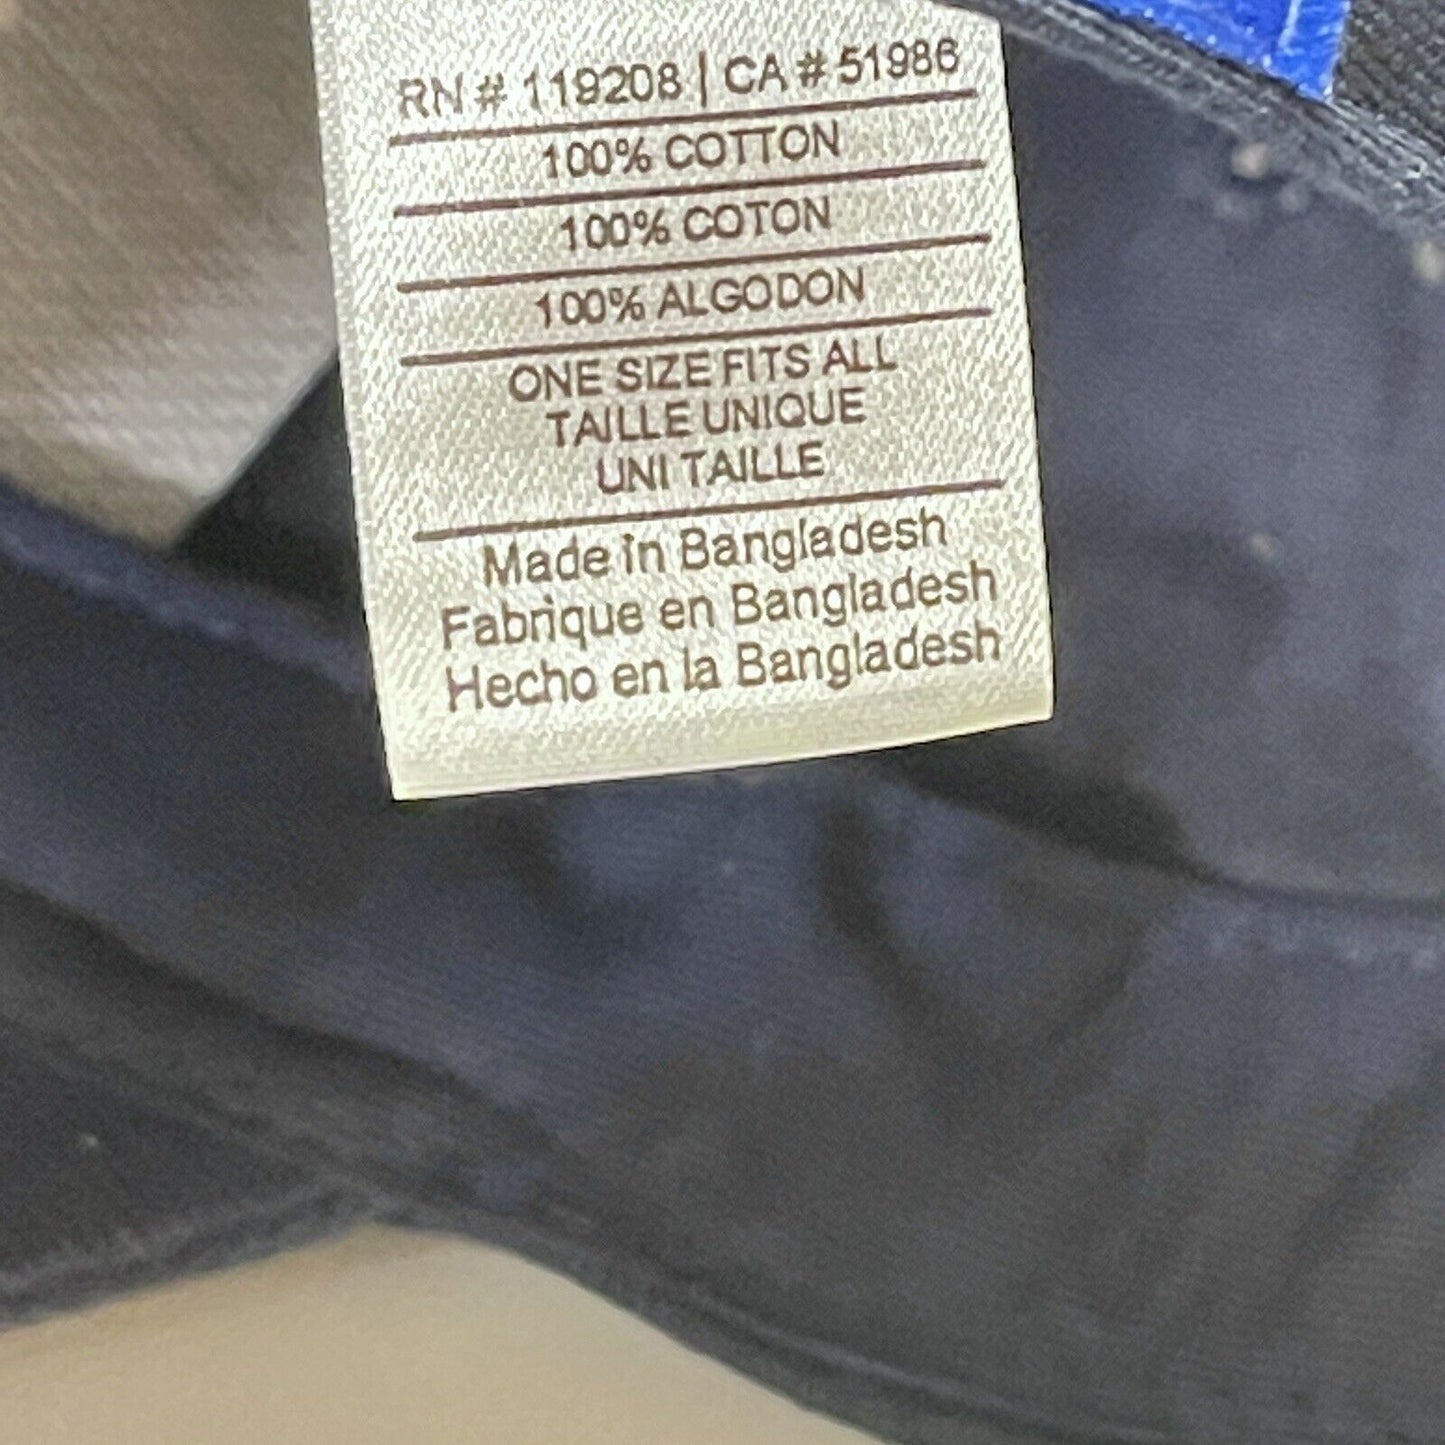 RN # 119208 | CA # 51986
100% COTTON
100% COTON
100% ALGODON
ONE SIZE FITS ALL
TAILLE UNIQUE
UNI TAILLE
Made in Bangladesh
Fabrique en Bangladesh
Hecho en la Bangladesh